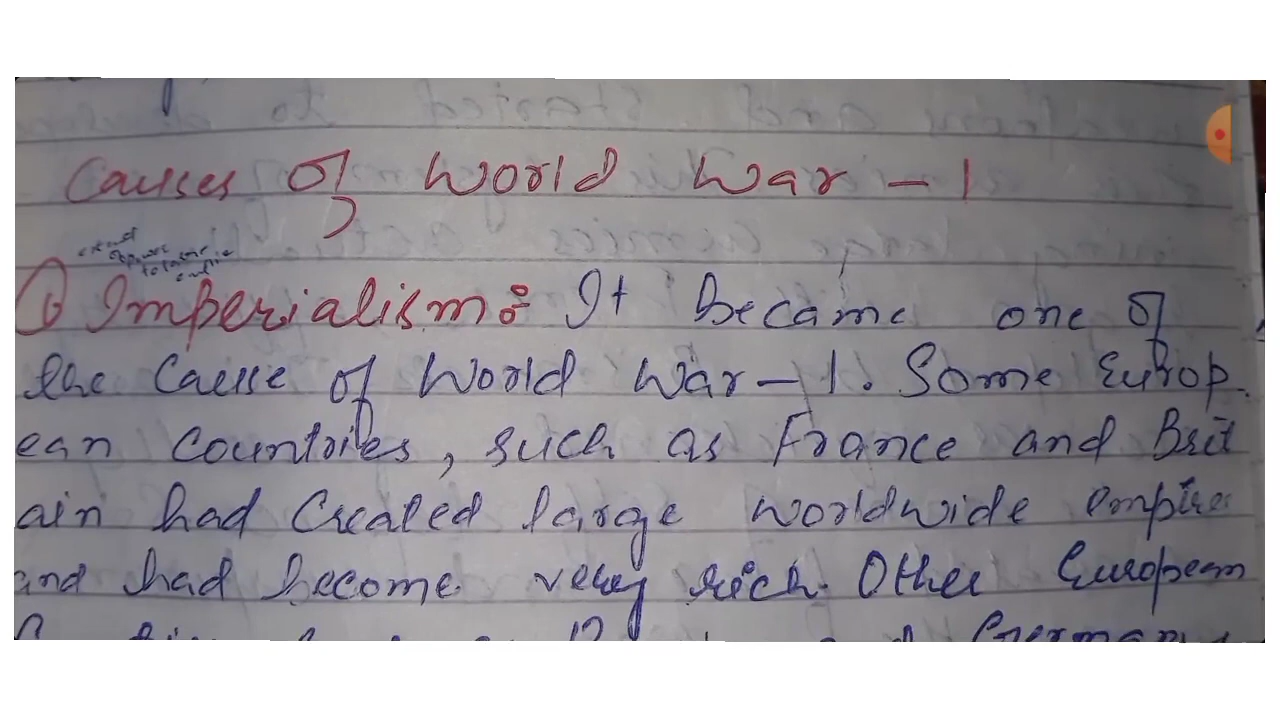 Causes of World War - 1
① Imperialism: It became one of
the cause of World War - 1. Some Europ
ean countries, such as France and Brit
ain had created large worldwide empire
and had become very rich. Other European